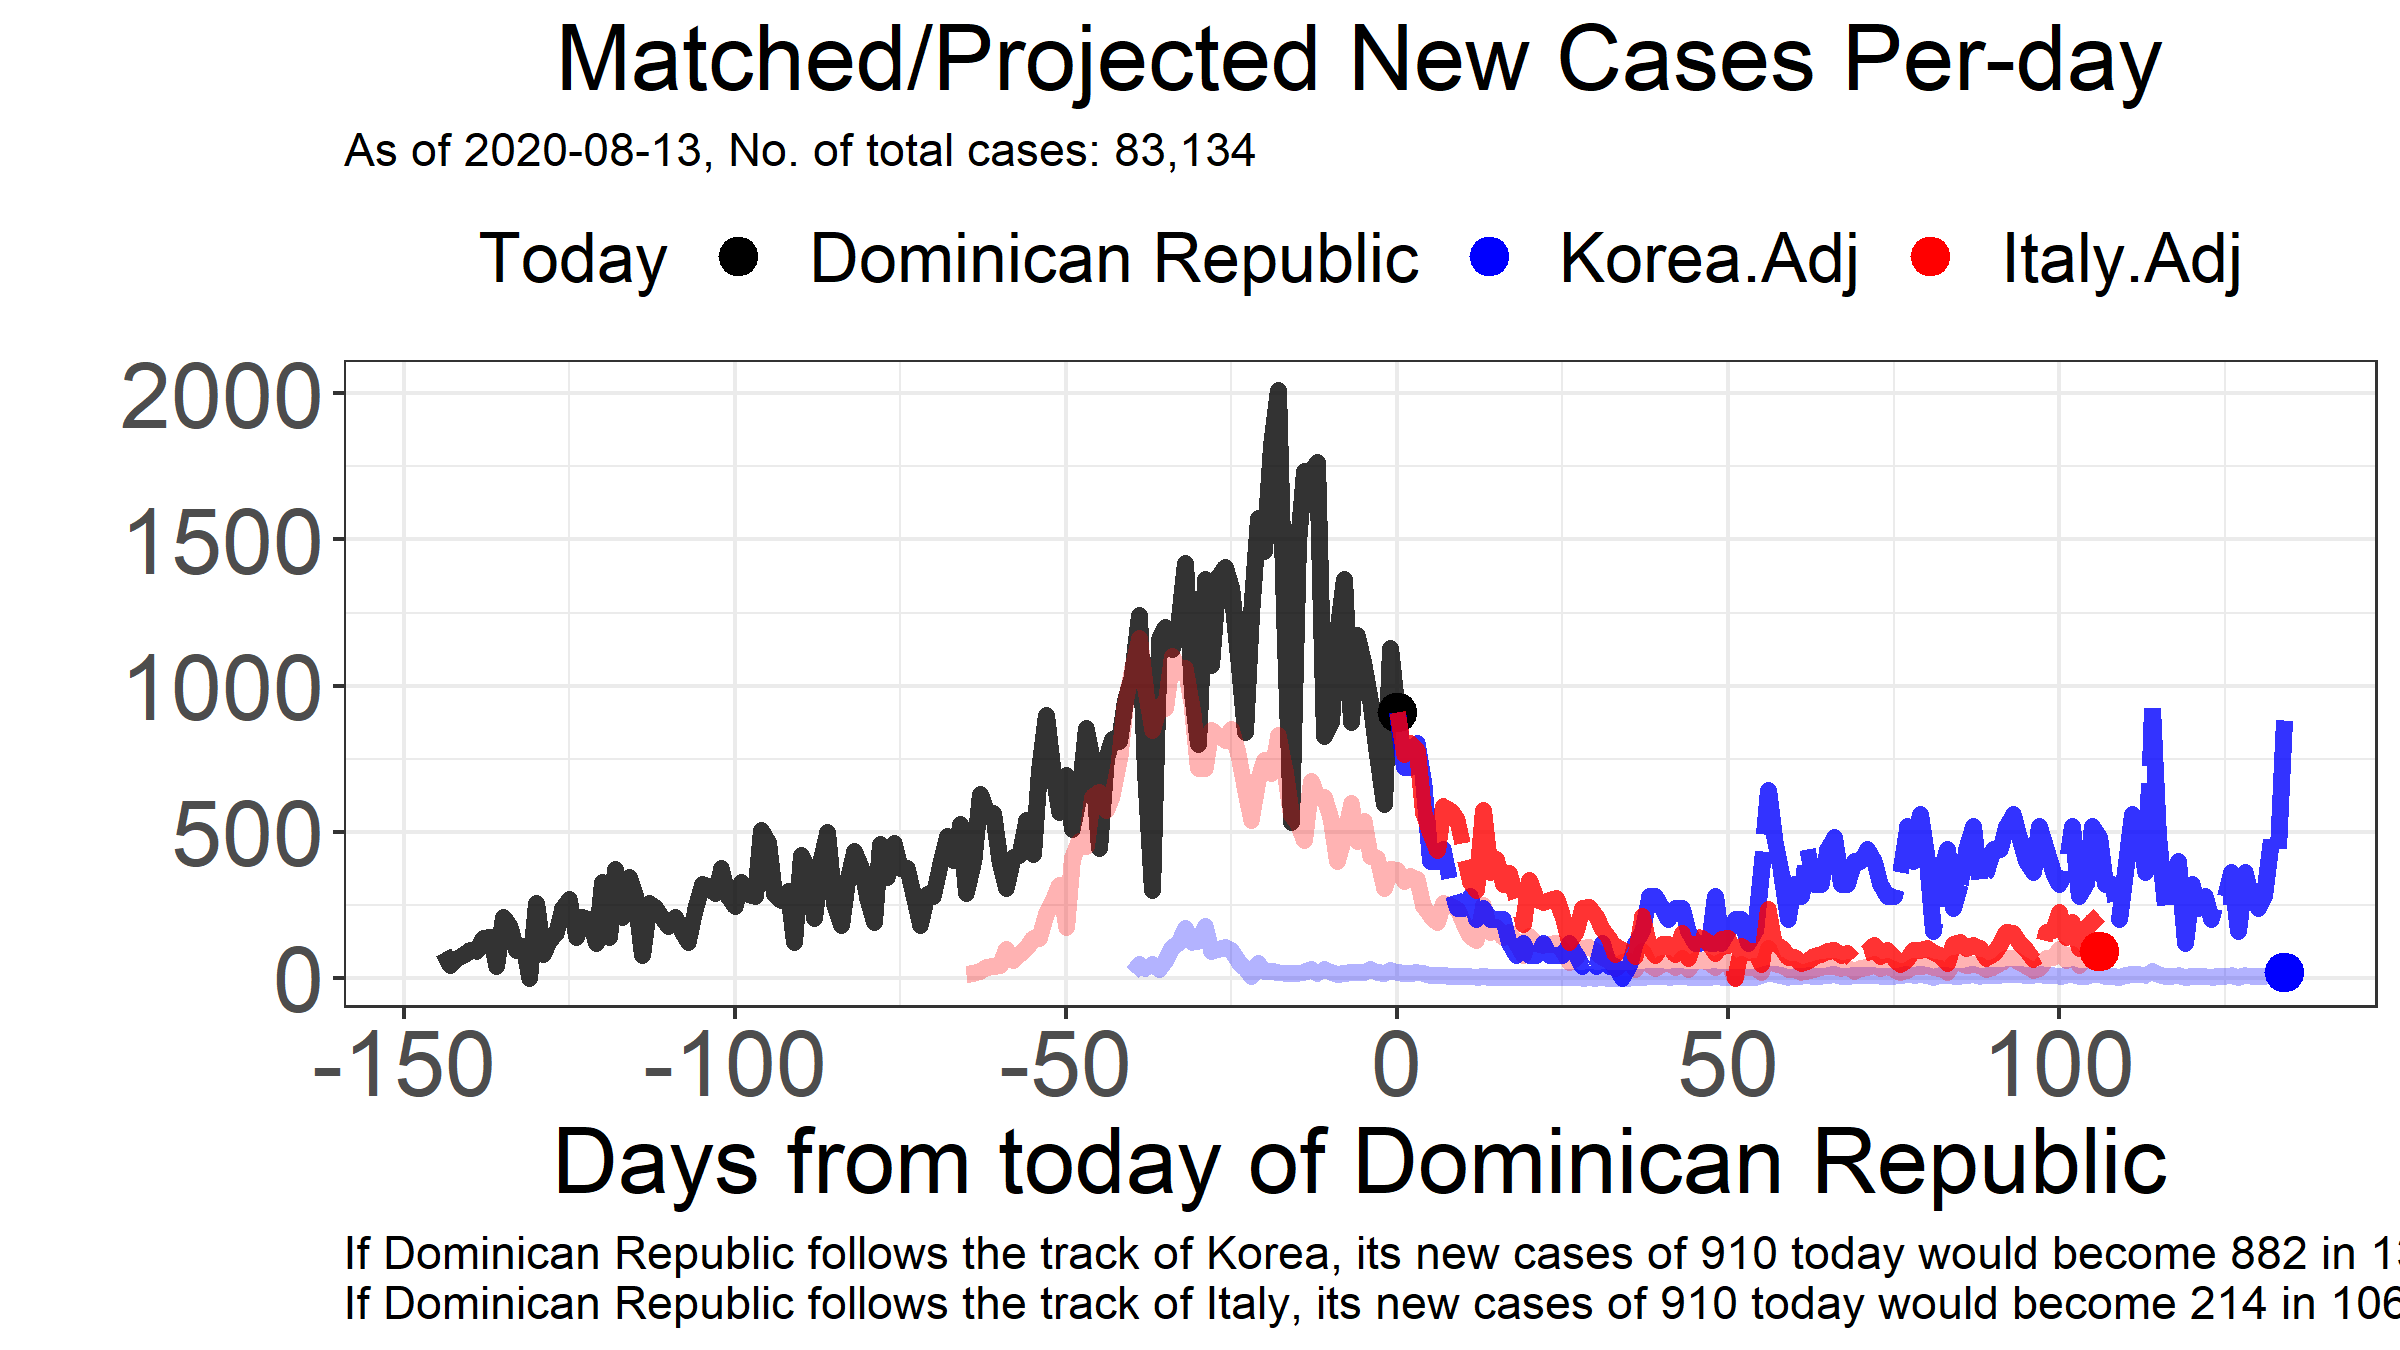 Matched/Projected New Cases Per-day
As of 2020-08-13, No. of total cases: 83,134
Today Dominican Republic Korea.Adj Italy.Adj
2000
1500
1000
500
0
-150 -100 -50 0 50 100
Days from today of Dominican Republic
If Dominican Republic follows the track of Korea, its new cases of 910 today would become 882 in
If Dominican Republic follows the track of Italy, its new cases of 910 today would become 214 in 106